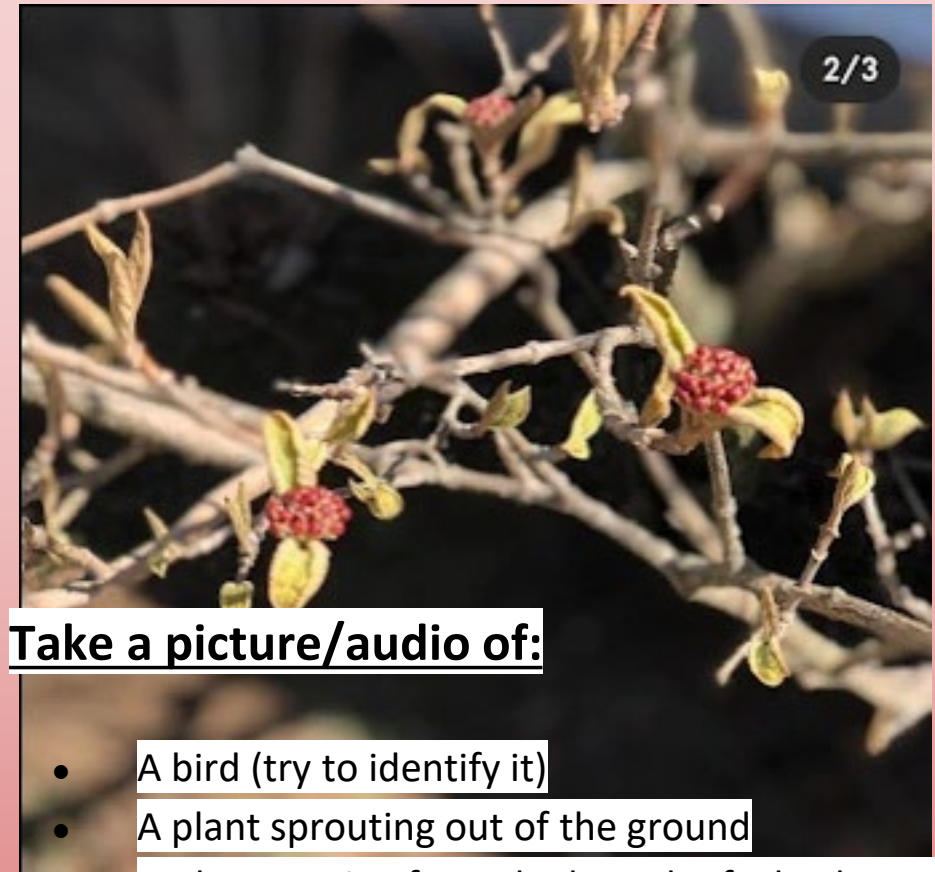 2/3
Take a picture/audio of:
• A bird (try to identify it)
• A plant sprouting out of the ground